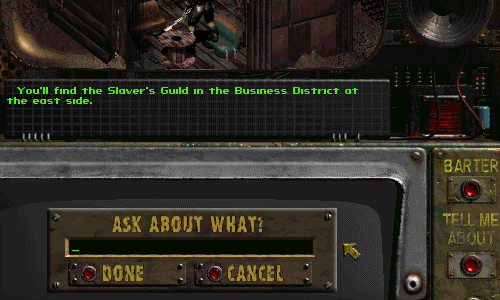 You'll find the Slaver's Guild in the Business District at
the east side.
BARTER
TELL ME
ABOUT
ASK ABOUT WHAT?
DONE
CANCEL